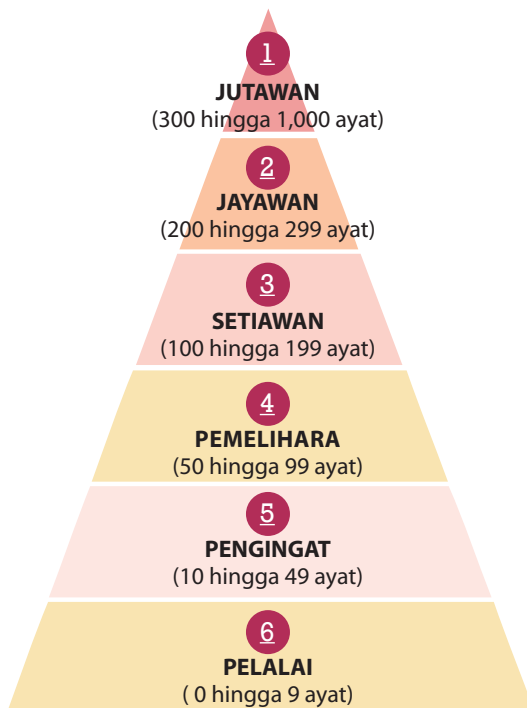 1
JUTAWAN
(300 hingga 1,000 ayat)
2
JAYAWAN
(200 hingga 299 ayat)
3
SETIAWAN
(100 hingga 199 ayat)
4
PEMELIHARA
(50 hingga 99 ayat)
5
PENGINGAT
(10 hingga 49 ayat)
6
PELALAI
( 0 hingga 9 ayat)